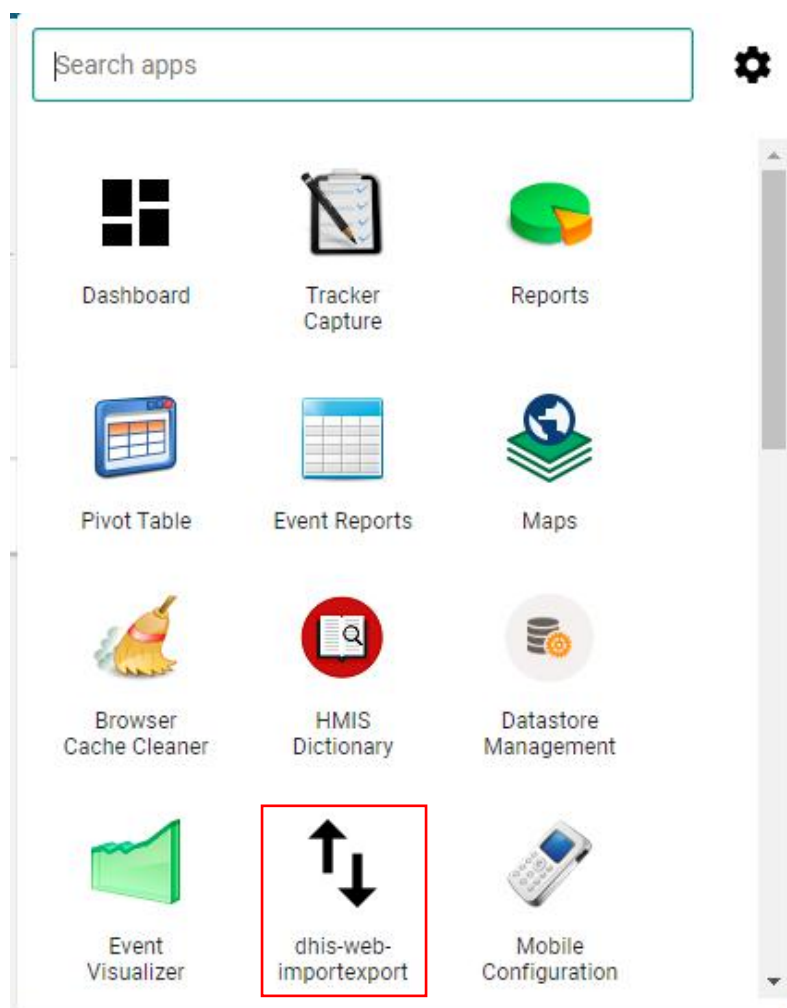 Search apps
Dashboard
Tracker
Capture
Reports
Pivot Table
Event Reports
Maps
Browser
Cache Cleaner
HMIS
Dictionary
Datastore
Management
Event
Visualizer
dhis-web-
importexport
Mobile
Configuration